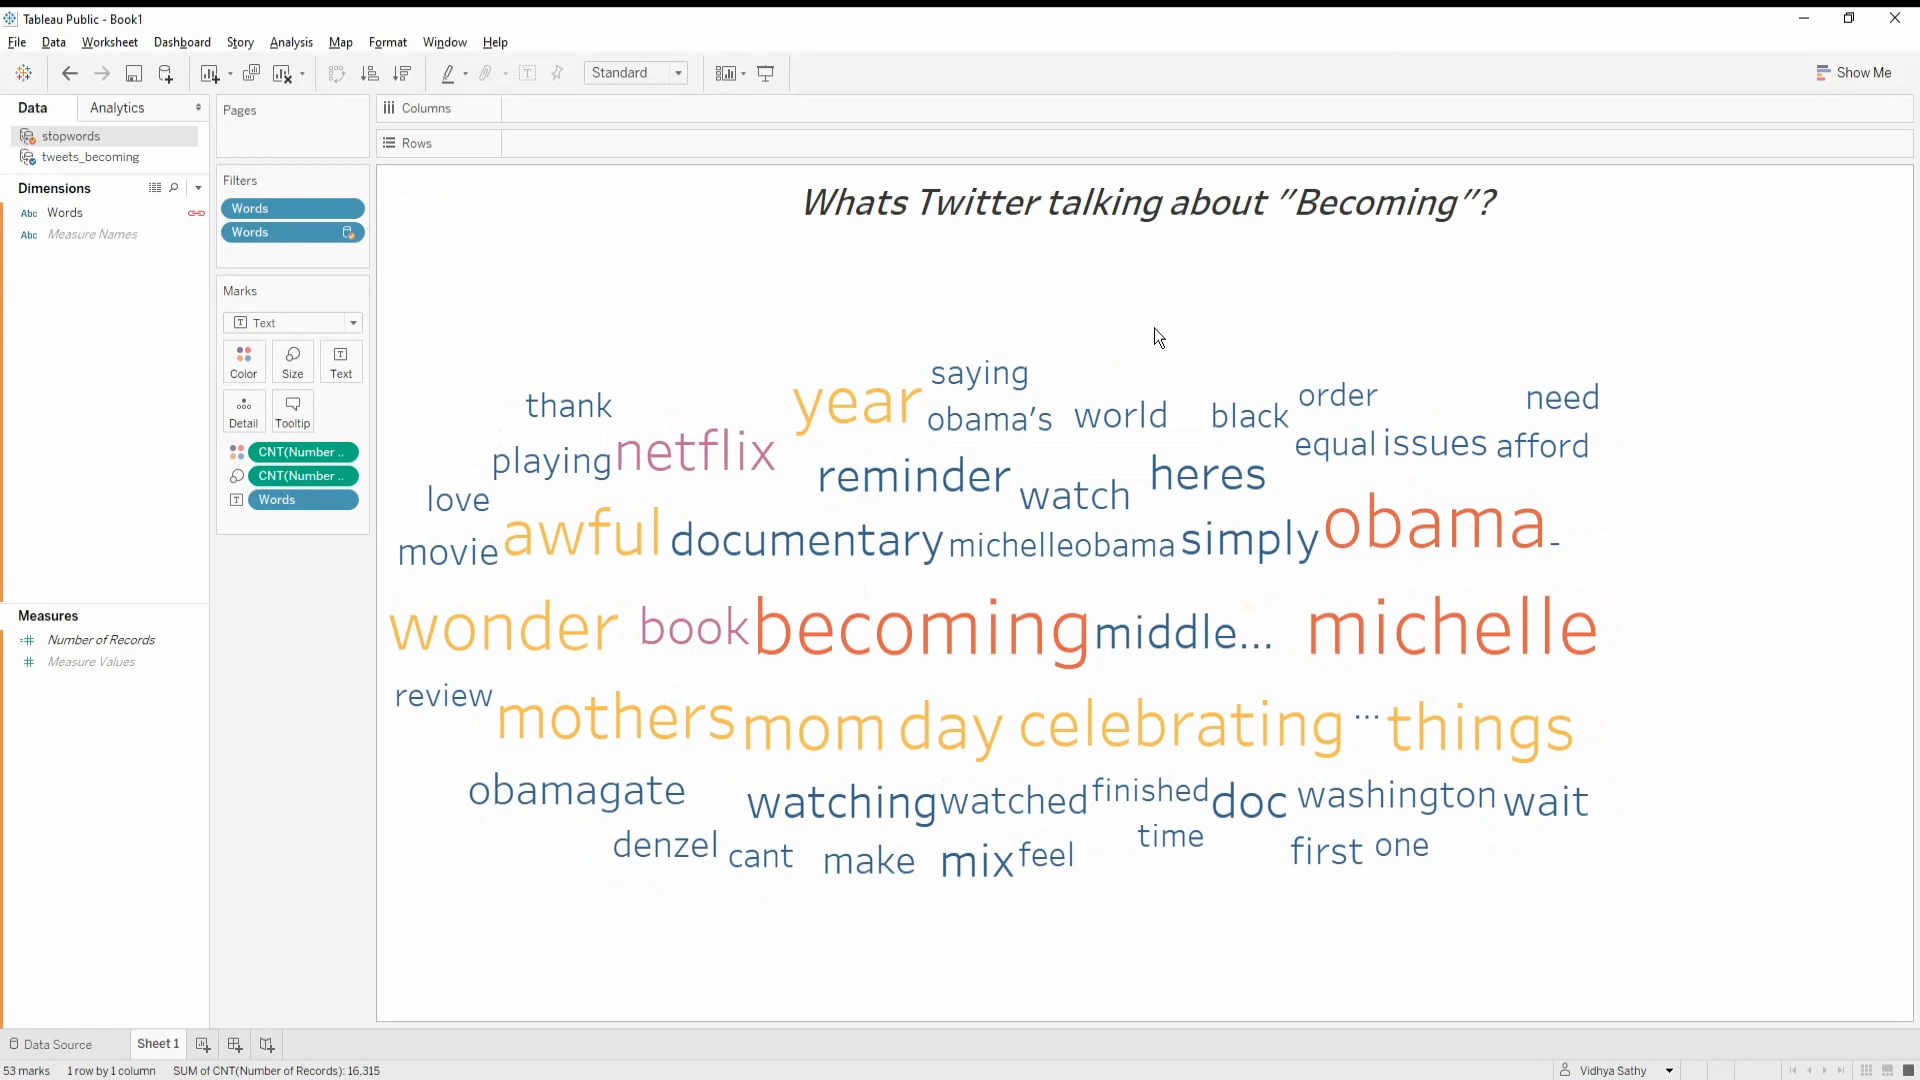 Tableau Public - Book1
File Data Worksheet Dashboard Story Analysis Map Format Window Help
Standard
Show Me
Data Analytics
stopwords
tweets_becoming
Dimensions
Abc Words
Abc Measure Names
Measures
Number of Records
Measure Values
Pages
Filters
Words
Words
Marks
Text
Color Size Text
Detail Tooltip
CNT(Number ..
CNT(Number ..
Words
Columns
Rows
Whats Twitter talking about "Becoming"?
saying
thank year obama's world black order need
playing netflix equal issues afford
reminder heres
love watch
movie awful documentary michelleobama simply obama -
wonder book becoming middle... michelle
review mothers mom day celebrating ... things
obamagate watching watched finished doc washington wait
denzel cant make mix feel time first one
Data Source Sheet 1
53 marks 1 row by 1 column SUM of CNT(Number of Records): 16,315
Vidhya Sathy